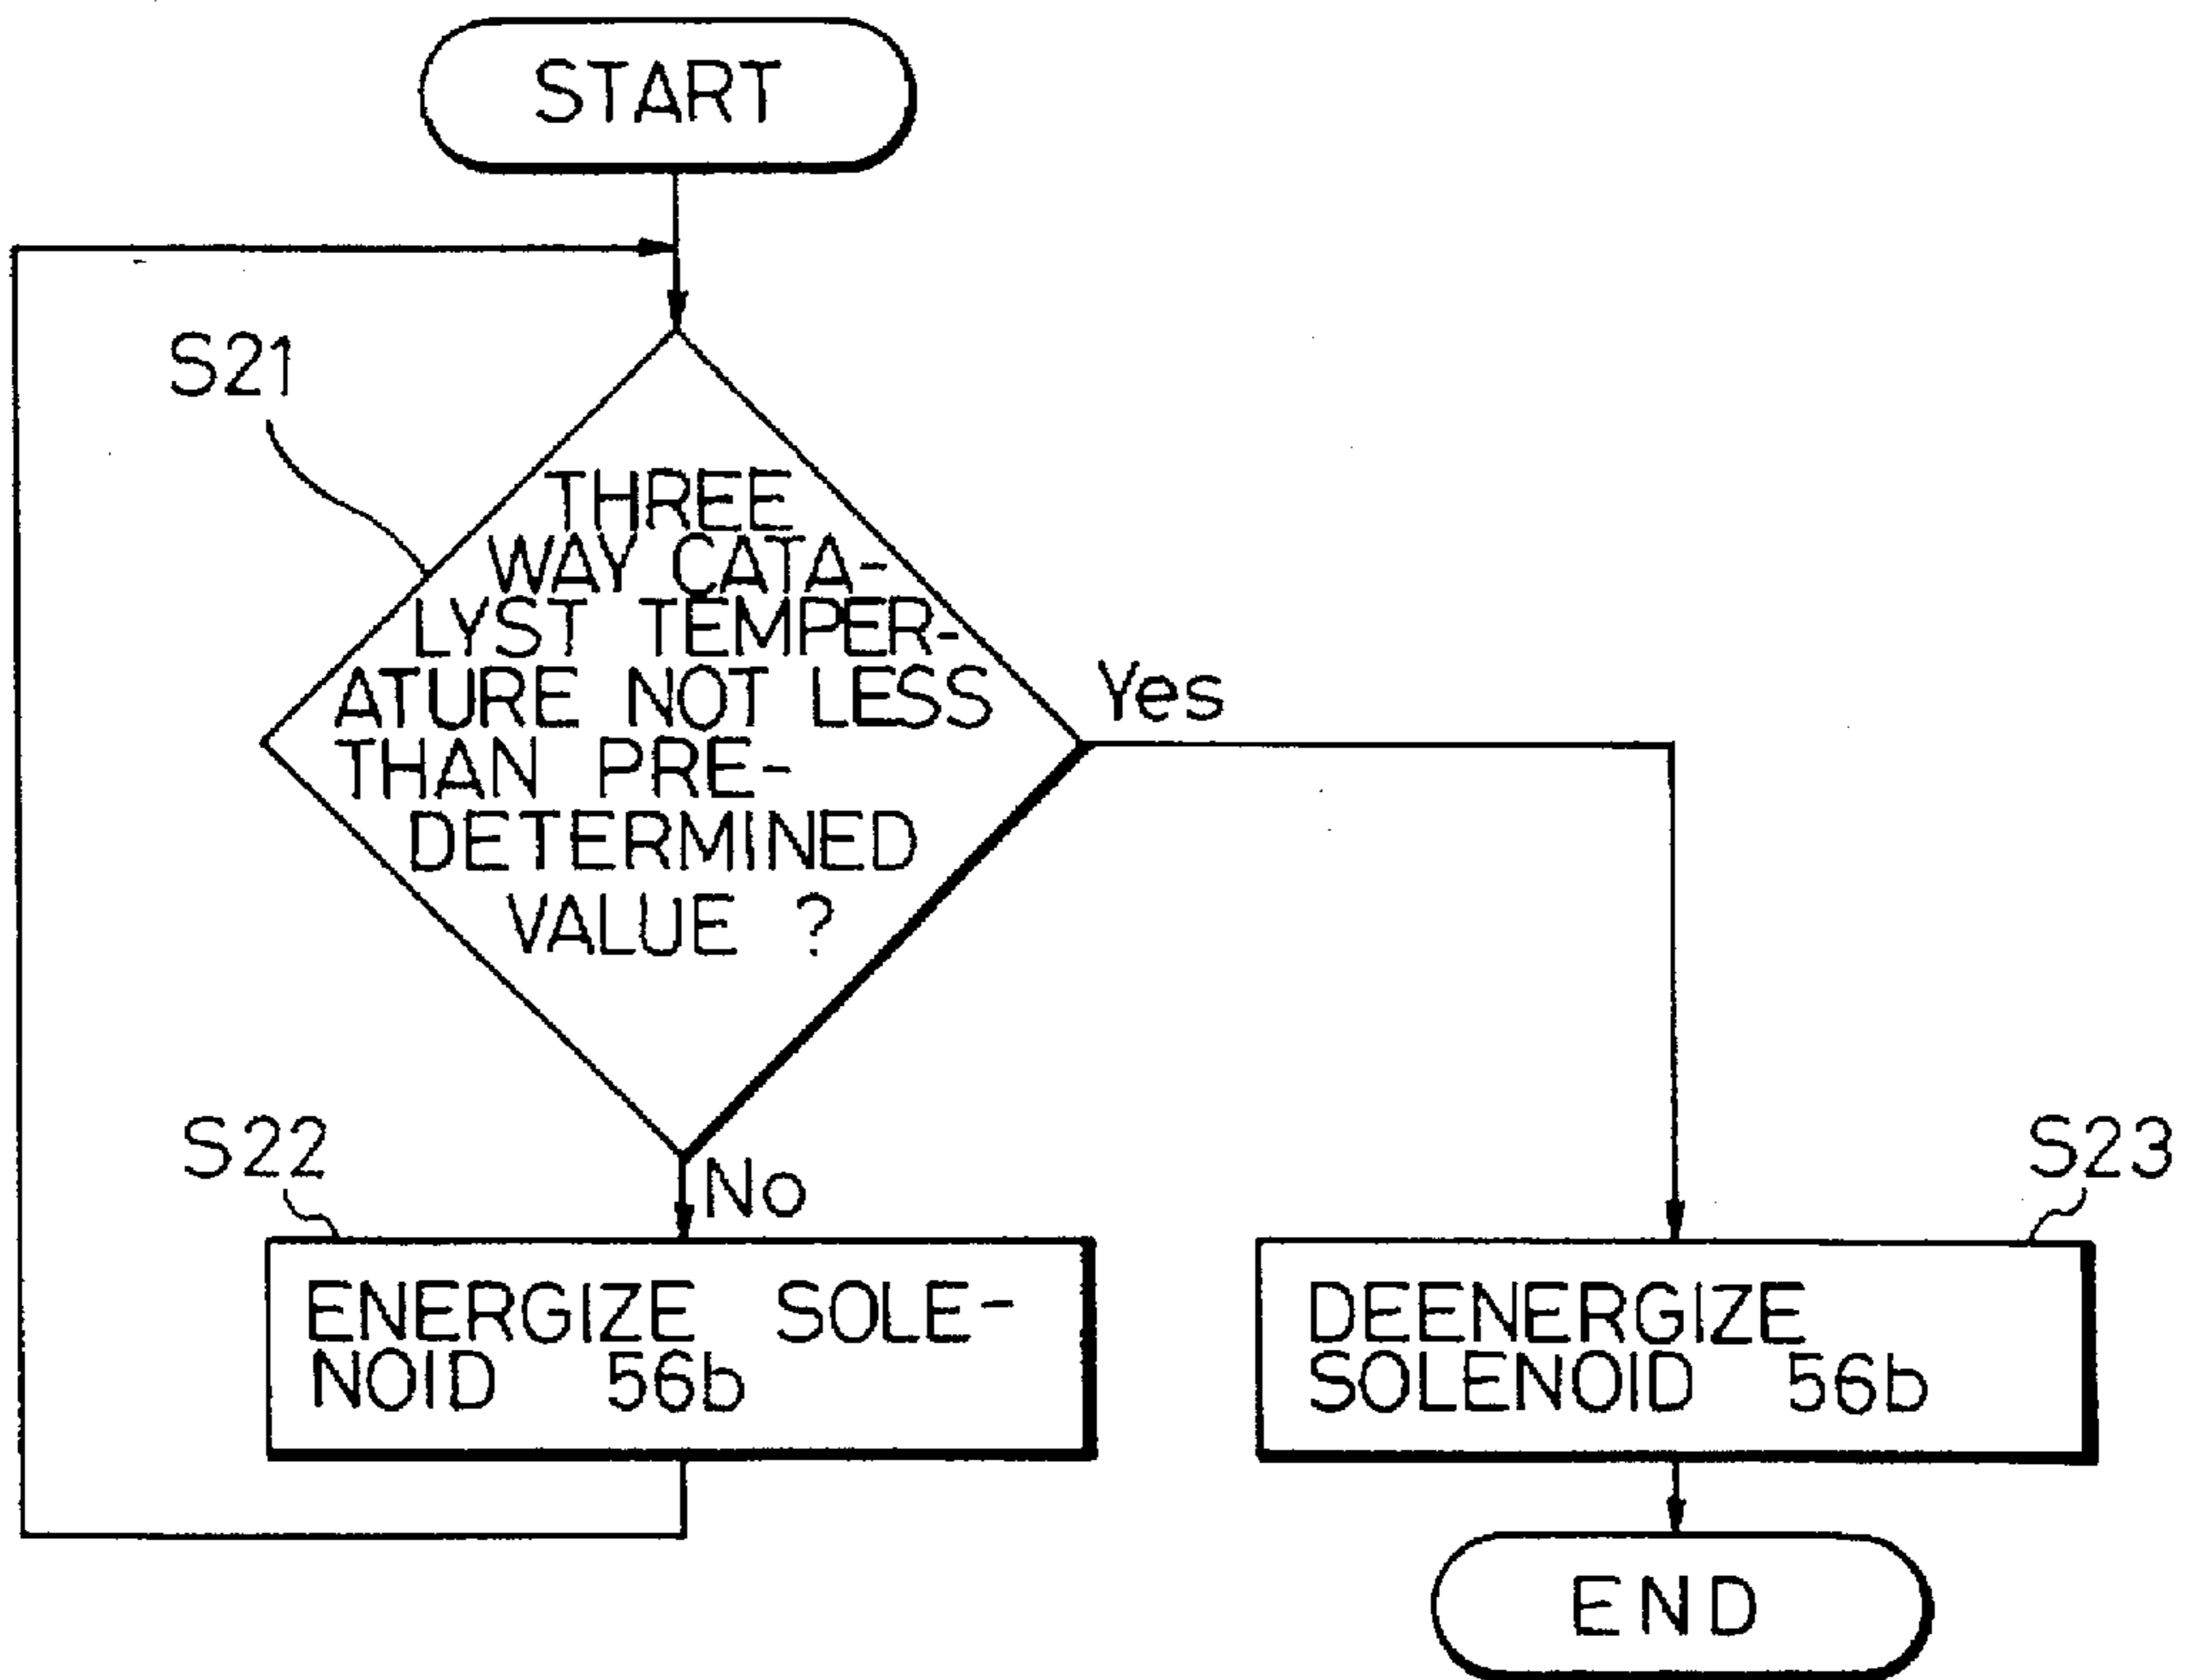 START
S21
THREE
WAY CATA-
LYST TEMPER-
ATURE NOT LESS
THAN PRE-
DETERMINED
VALUE ?
Yes
No
S22
ENERGIZE SOLE-
NOID 56b
S23
DEENERGIZE
SOLENOID 56b
END